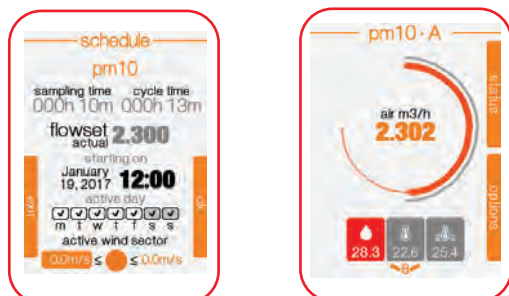 schedule
pm10
sampling time cycle time
000h 10m 000h 13m
flowset actual 2.300
starting on
January 19, 2017 12:00
active day
m t w t f s s
active wind sector
0.0m/s ≤ ≤ 0.0m/s
exit
ok
pm10 · A
air m3/h
2.302
status
options
28.3 22.6 25.4
8